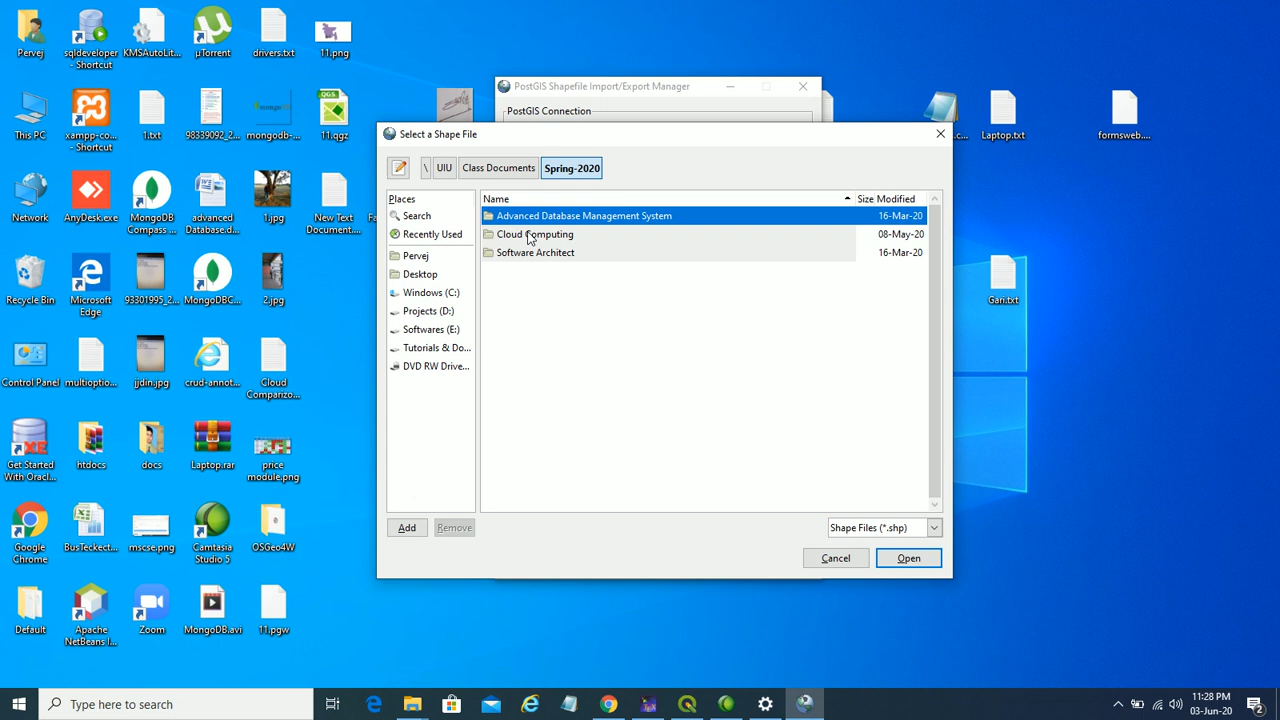 Pervej
sqldeveloper
- Shortcut
KMSAutoLit...
µTorrent
drivers.txt
11.png
This PC
xampp-co...
- Shortcut
1.txt
98339092_2...
mongodb-...
11.qgz
Network
AnyDesk.exe
MongoDB
Compass ...
advanced
Database.d...
1.jpg
New Text
Document....
Recycle Bin
Microsoft
Edge
93301995_2...
MongoDBC...
2.jpg
Control Panel
multioptio...
jjdin.jpg
crud-annot...
Cloud
Comparizo...
Get Started
With Oracl...
htdocs
docs
Laptop.rar
price
module.png
Google
Chrome
BusTeckect...
mscse.png
Camtasia
Studio 5
OSGeo4W
Default
Apache
NetBeans I...
Zoom
MongoDB.avi
11.pgw
Laptop.txt
formsweb....
Gari.txt
PostGIS Shapefile Import/Export Manager
PostGIS Connection
Select a Shape File
\ UIU Class Documents Spring-2020
Places
Search
Recently Used
Pervej
Desktop
Windows (C:)
Projects (D:)
Softwares (E:)
Tutorials & Do...
DVD RW Drive...
Name Size Modified
Advanced Database Management System 16-Mar-20
Cloud Computing 08-May-20
Software Architect 16-Mar-20
Add Remove
Shape Files (*.shp)
Cancel Open
Type here to search
11:28 PM
03-Jun-20
2